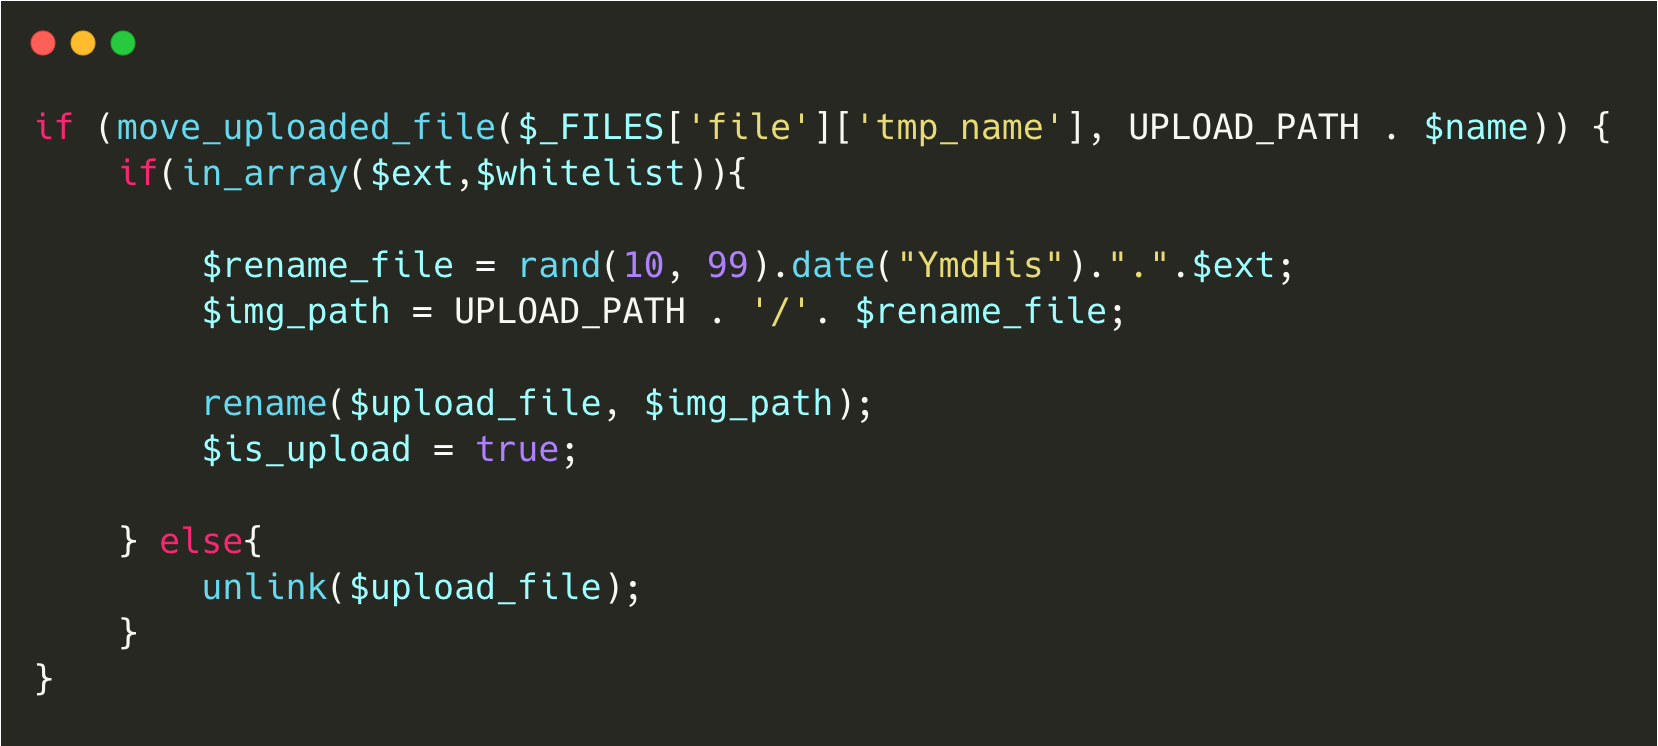 if (move_uploaded_file($_FILES['file']['tmp_name'], UPLOAD_PATH . $name)) {
    if(in_array($ext,$whitelist)){
        $rename_file = rand(10, 99).date("YmdHis").".".$ext;
        $img_path = UPLOAD_PATH . '/'. $rename_file;
        rename($upload_file, $img_path);
        $is_upload = true;
    } else{
        unlink($upload_file);
    }
}